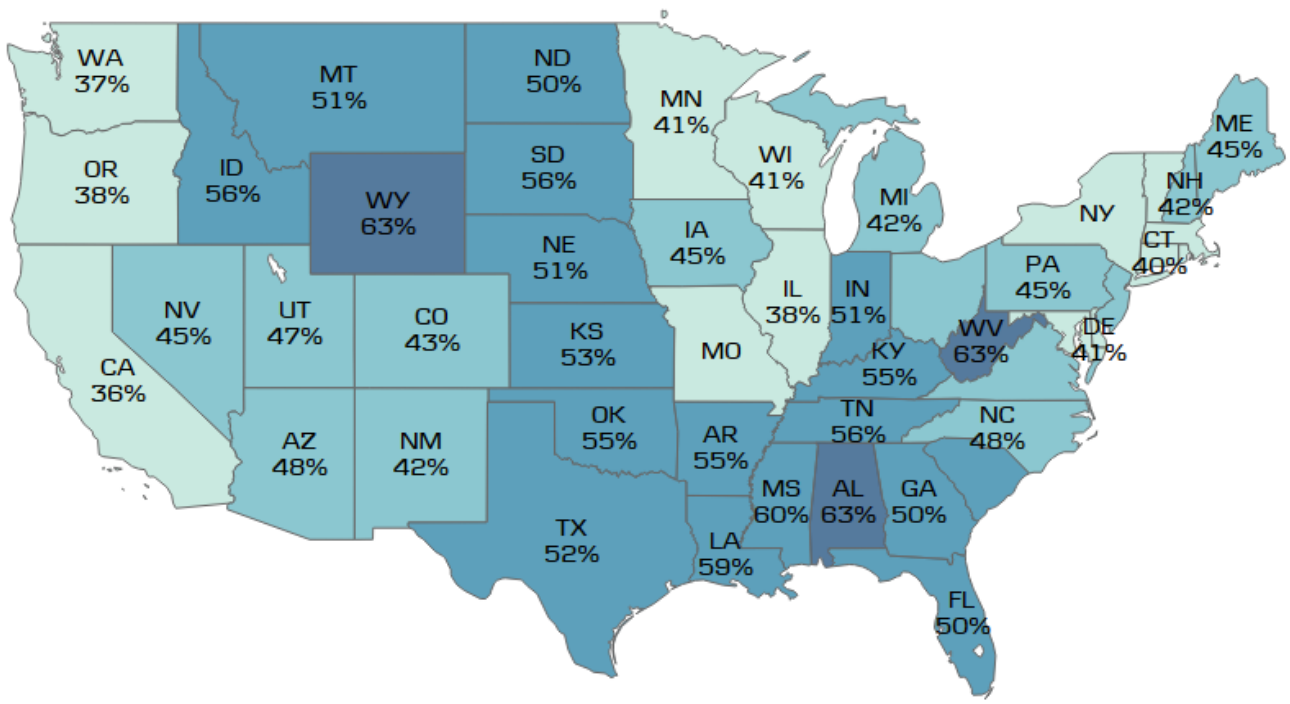 WA
37%
MT
51%
ND
50%
MN
41%
ME
45%
OR
38%
ID
56%
SD
56%
WI
41%
NH
42%
WY
63%
MI
42%
NY
IA
45%
NE
51%
CT
40%
PA
45%
NV
45%
UT
47%
CO
43%
IL
38%
IN
51%
DE
41%
WV
63%
KS
53%
MO
KY
55%
CA
36%
TN
56%
NC
48%
OK
55%
AR
55%
AZ
48%
NM
42%
MS
60%
AL
63%
GA
50%
TX
52%
LA
59%
FL
50%